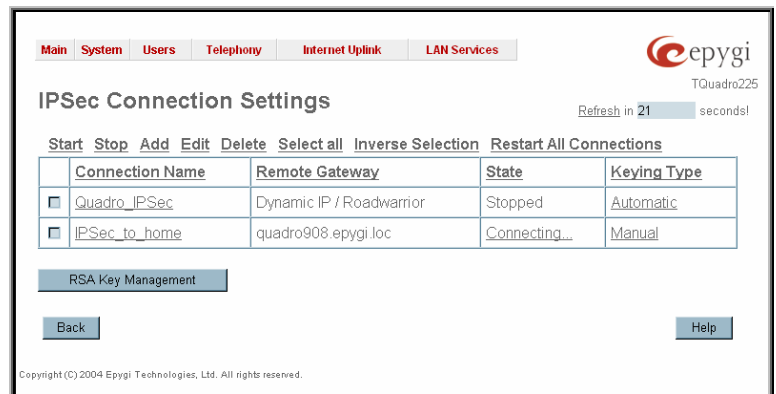 Main System Users Telephony Internet Uplink LAN Services
epygi
TQuadro225
IPSec Connection Settings
Refresh in 21 seconds!
Start Stop Add Edit Delete Select all Inverse Selection Restart All Connections
Connection Name Remote Gateway State Keying Type
Quadro_IPSec Dynamic IP / Roadwarrior Stopped Automatic
IPSec_to_home quadro908.epygi.loc Connecting... Manual
RSA Key Management
Back Help
Copyright (C) 2004 Epygi Technologies, Ltd. All rights reserved.